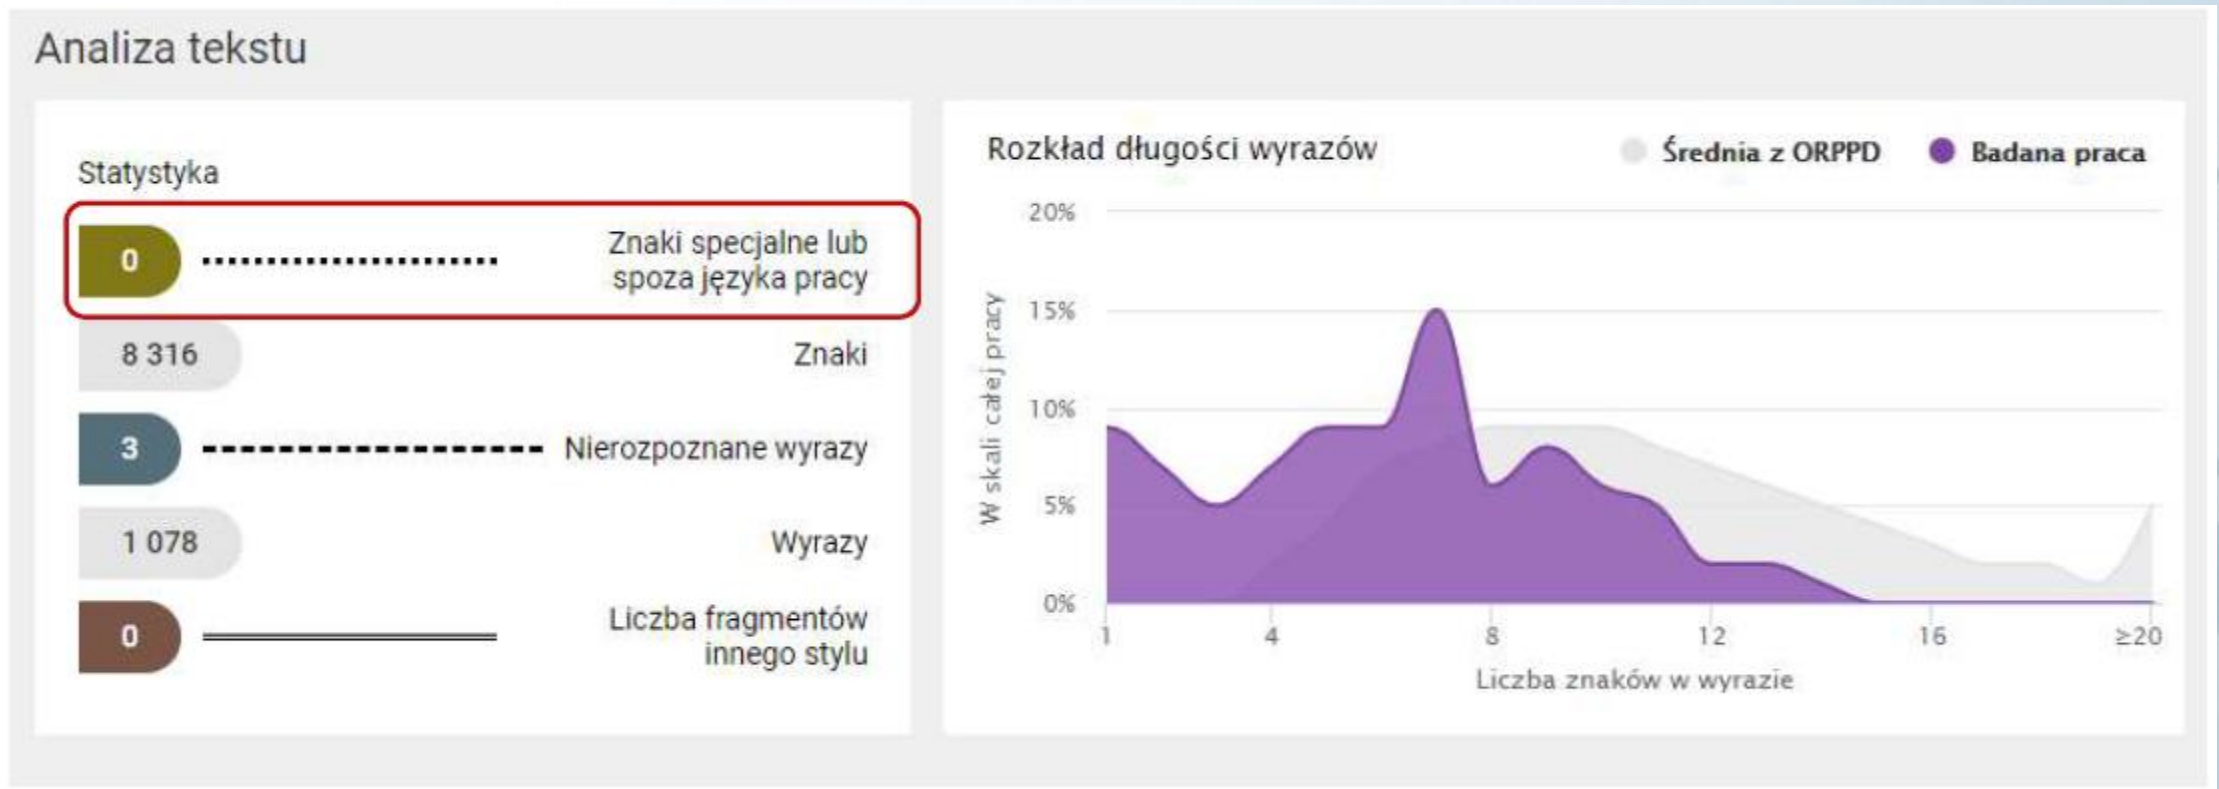 Analiza tekstu
Statystyka
0
Znaki specjalne lub
spoza języka pracy
8 316
Znaki
3
Nierozpoznane wyrazy
1 078
Wyrazy
0
Liczba fragmentów
innego stylu
Rozkład długości wyrazów
Średnia z ORPPD
Badana praca
W skali całej pracy
20%
15%
10%
5%
0%
1
4
8
12
16
≥20
Liczba znaków w wyrazie